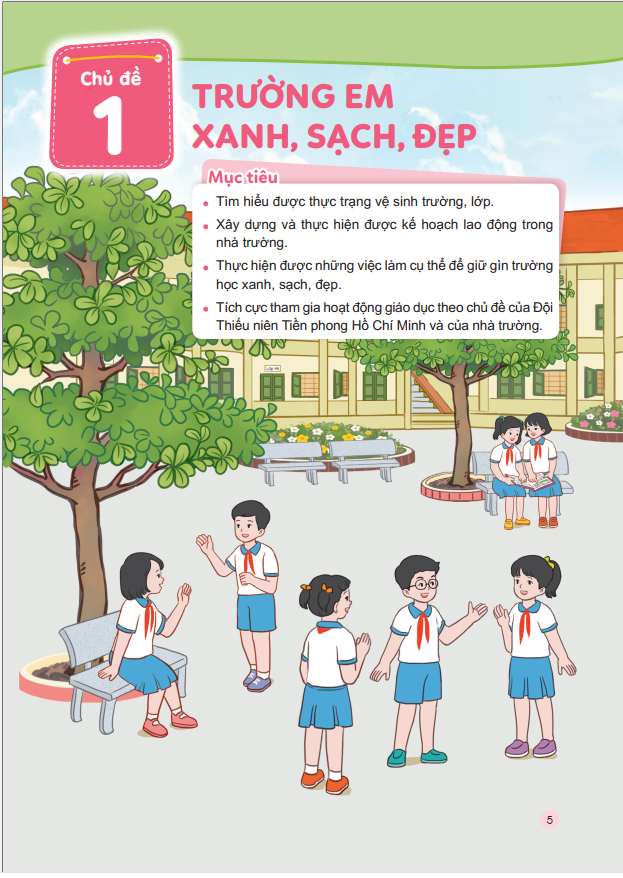 Chủ đề
1
TRƯỜNG EM
XANH, SẠCH, ĐẸP
Mục tiêu
• Tìm hiểu được thực trạng vệ sinh trường, lớp.
• Xây dựng và thực hiện được kế hoạch lao động trong
nhà trường.
• Thực hiện được những việc làm cụ thể để giữ gìn trường
học xanh, sạch, đẹp.
• Tích cực tham gia hoạt động giáo dục theo chủ đề của Đội
Thiếu niên Tiền phong Hồ Chí Minh và của nhà trường.
5